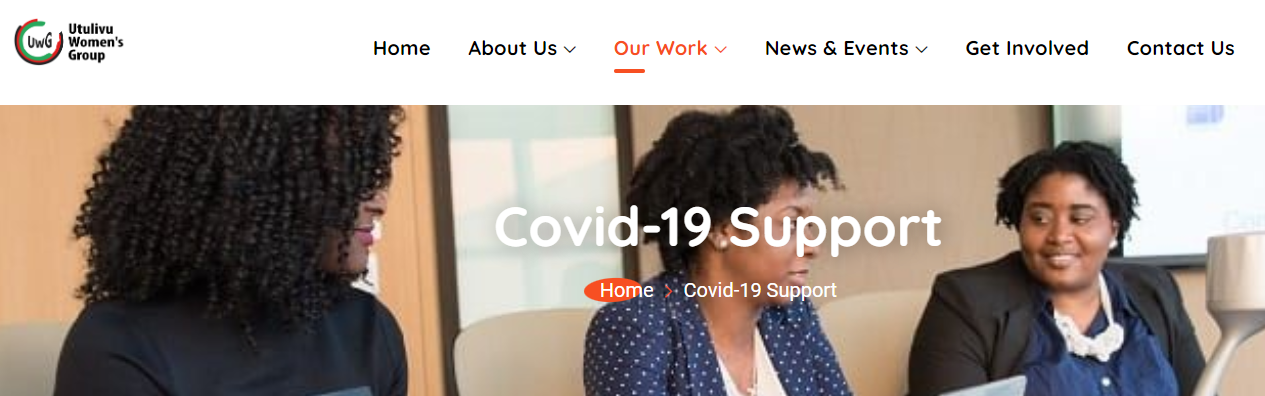 UWG
Utulivu
Women's
Group
Home About Us Our Work News & Events Get Involved Contact Us
Covid-19 Support
Home > Covid-19 Support